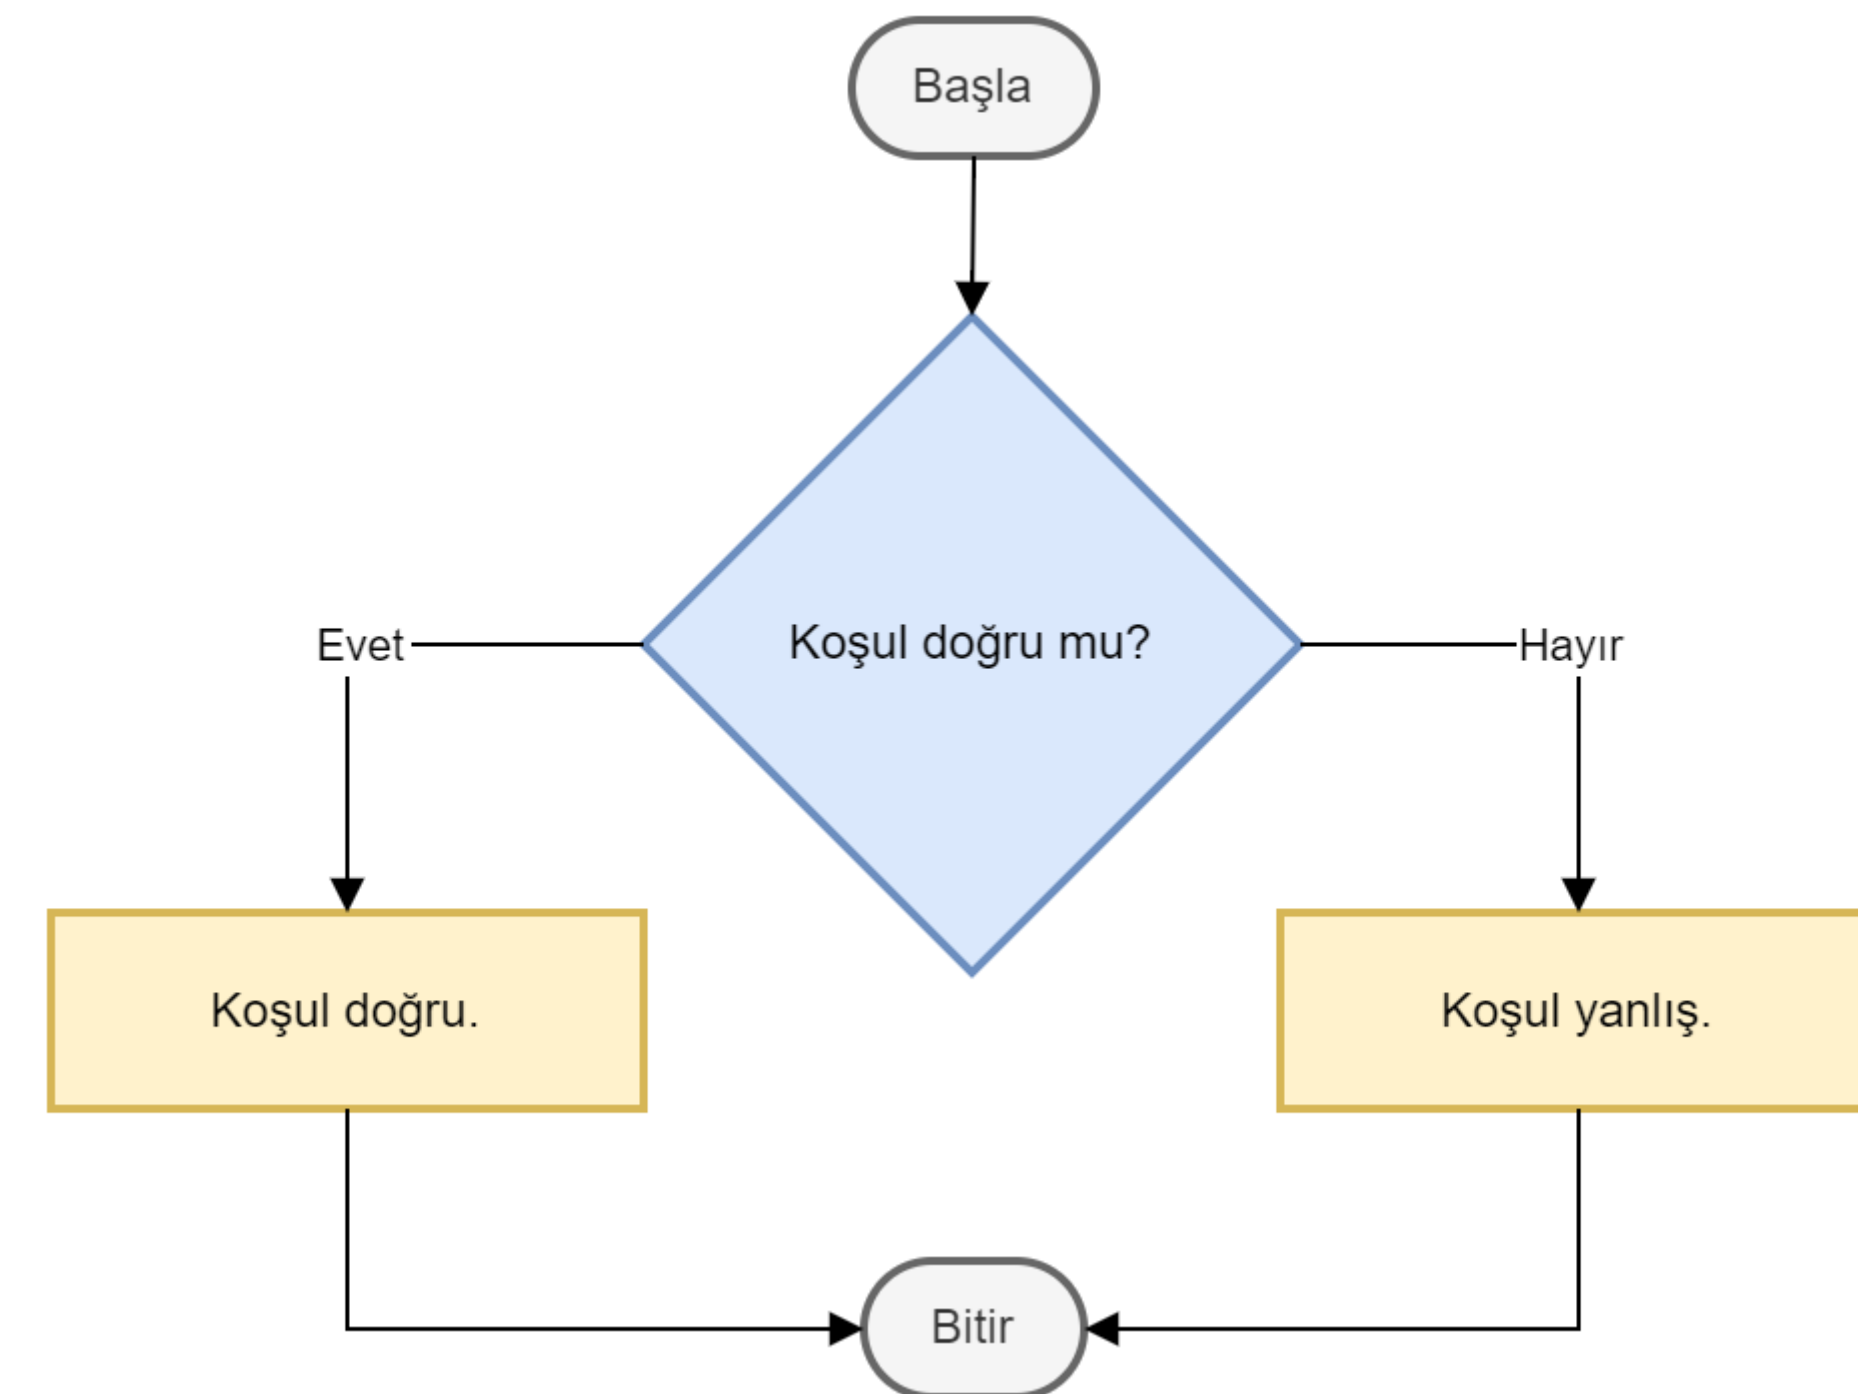 Başla
Koşul doğru mu?
Evet
Hayır
Koşul doğru.
Koşul yanlış.
Bitir